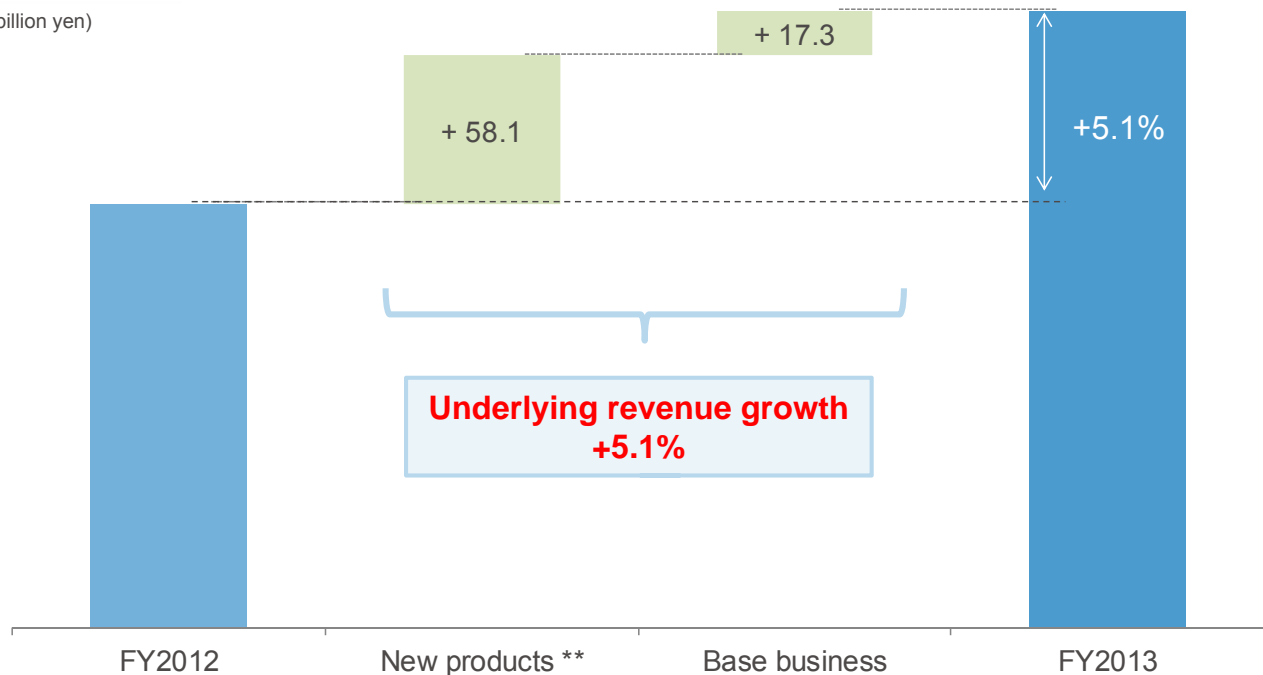 billion yen)
+ 17.3
+ 58.1
+5.1%
Underlying revenue growth
+5.1%
FY2012
New products **
Base business
FY2013